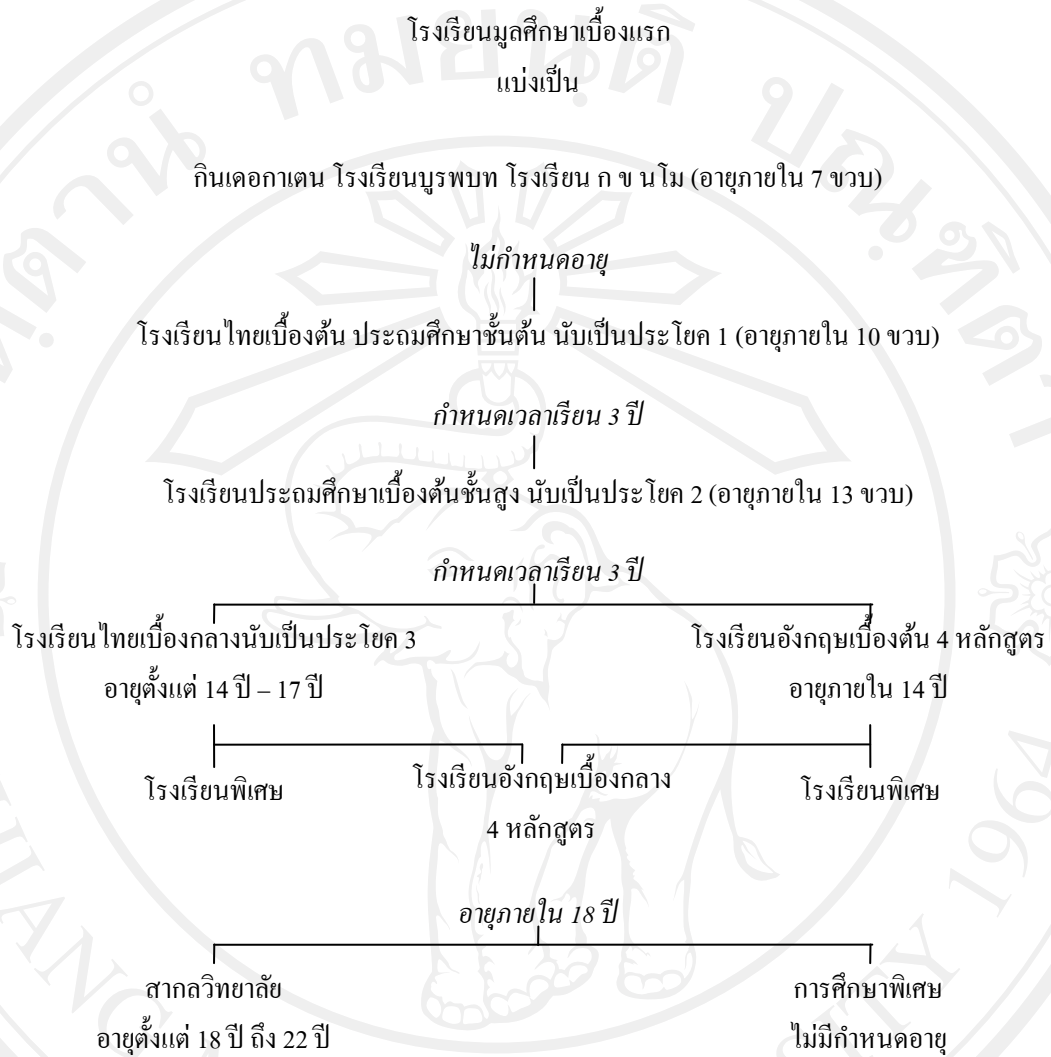 โรงเรียนมูลศึกษาเบื้องแรก
แบ่งเป็น
กินเดอกาเตน โรงเรียนบูรพบท โรงเรียน ก ข นโม (อายุภายใน 7 ขวบ)
ไม่กำหนดอายุ
โรงเรียนไทยเบื้องต้น ประถมศึกษาชั้นต้น นับเป็นประโยค 1 (อายุภายใน 10 ขวบ)
กำหนดเวลาเรียน 3 ปี
โรงเรียนประถมศึกษาเบื้องต้นชั้นสูง นับเป็นประโยค 2 (อายุภายใน 13 ขวบ)
กำหนดเวลาเรียน 3 ปี
โรงเรียนไทยเบื้องกลางนับเป็นประโยค 3
อายุตั้งแต่ 14 ปี – 17 ปี
โรงเรียนอังกฤษเบื้องต้น 4 หลักสูตร
อายุภายใน 14 ปี
โรงเรียนพิเศษ
โรงเรียนอังกฤษเบื้องกลาง
4 หลักสูตร
โรงเรียนพิเศษ
อายุภายใน 18 ปี
สากลวิทยาลัย
อายุตั้งแต่ 18 ปี ถึง 22 ปี
การศึกษาพิเศษ
ไม่มีกำหนดอายุ